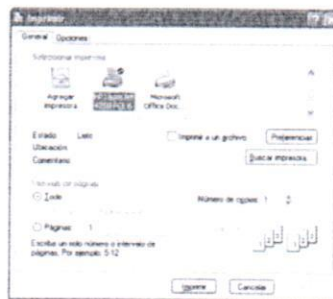 Imprimir
General Opciones
Seleccionar impresora
Agregar impresora
Microsoft Office Doc...
Estado: Listo
Ubicación:
Comentario:
Imprimir a un archivo
Preferencias
Buscar impresora...
Intervalo de páginas
Todo
Número de copias: 1
Páginas: 1
Escriba un solo número o intervalo de
páginas. Por ejemplo: 5-12
Imprimir Cancelar